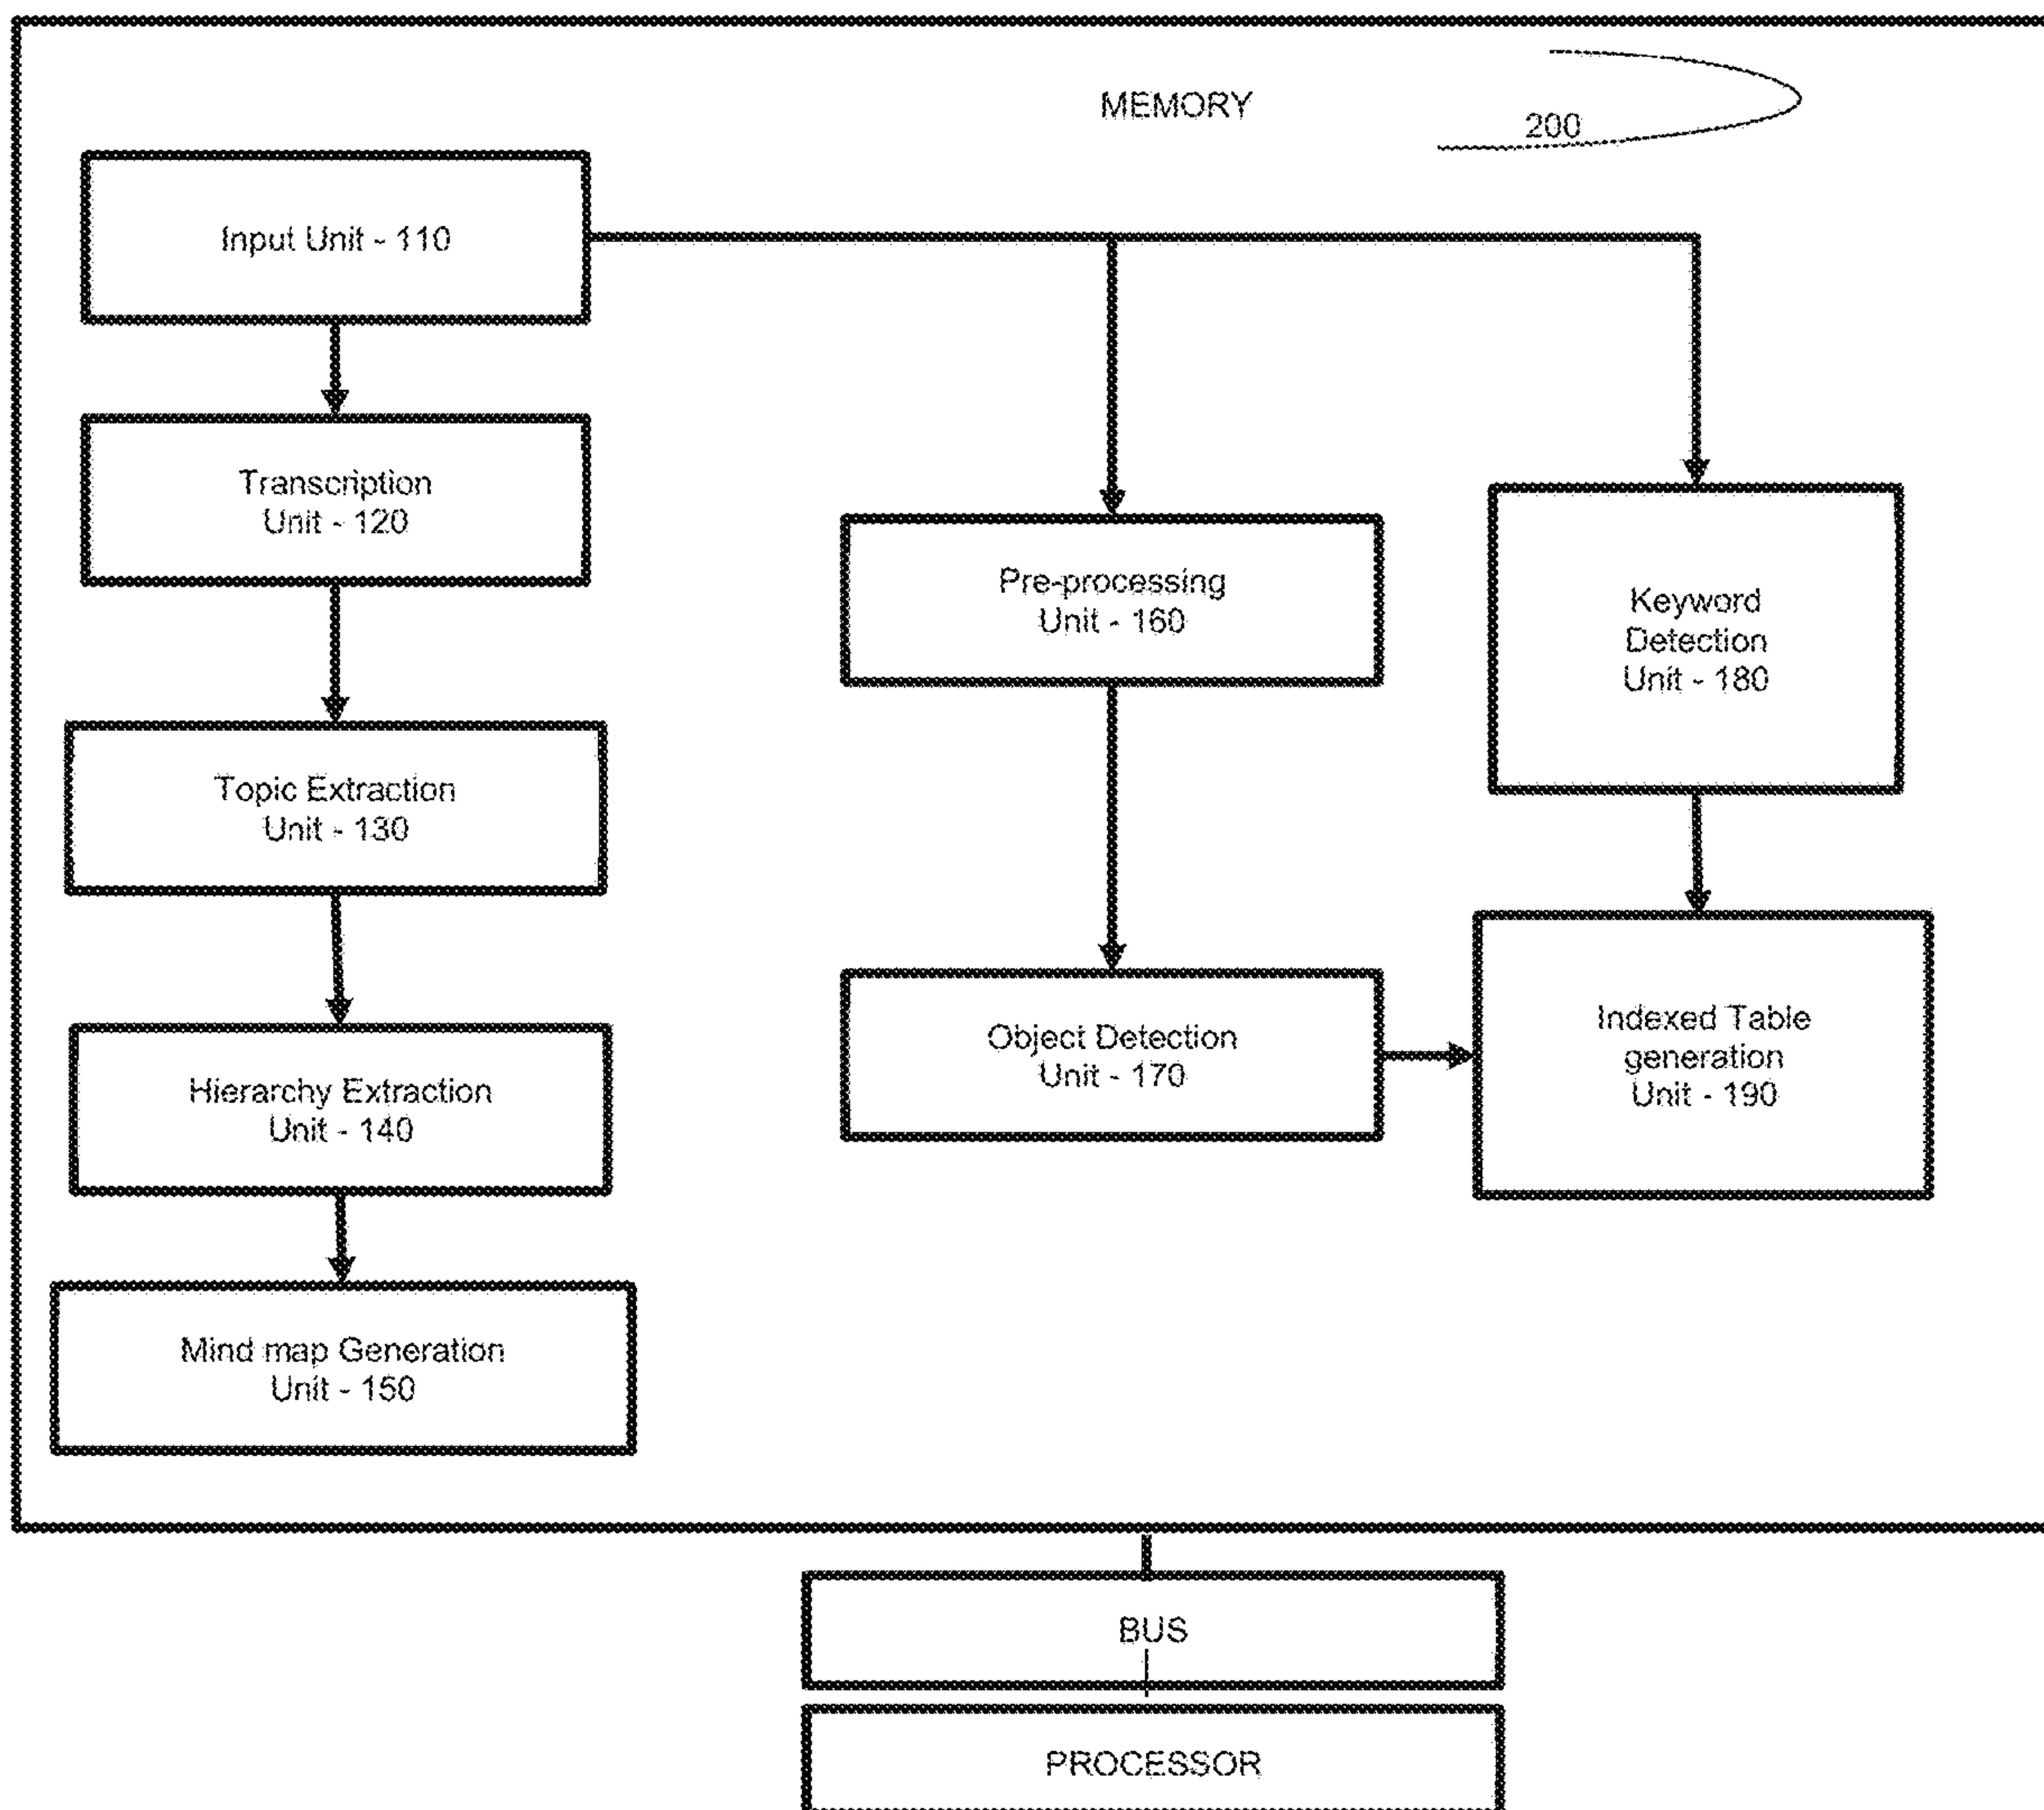 MEMORY
200
Input Unit - 110
Transcription
Unit - 120
Topic Extraction
Unit - 130
Hierarchy Extraction
Unit - 140
Mind map Generation
Unit - 150
Pre-processing
Unit - 160
Object Detection
Unit - 170
Keyword
Detection
Unit - 180
Indexed Table
generation
Unit - 190
BUS
PROCESSOR